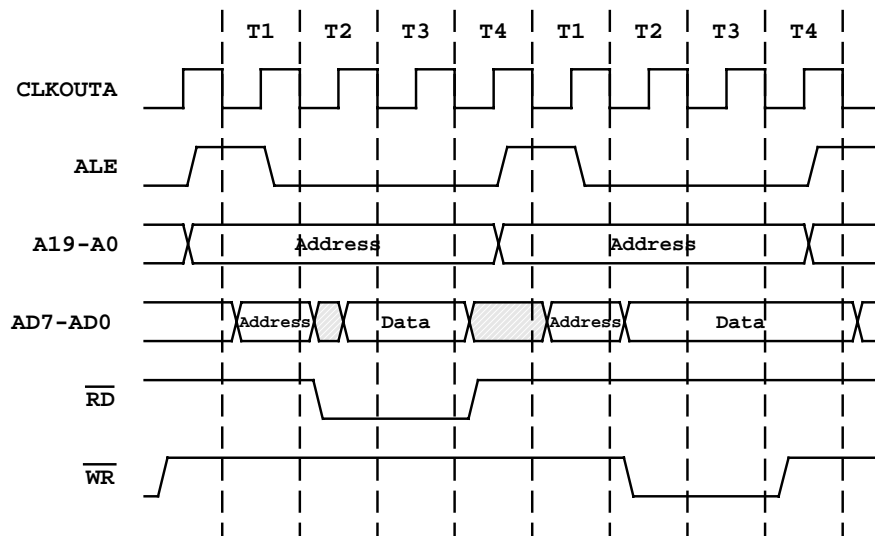 T1 T2 T3 T4 T1 T2 T3 T4
CLKOUTA
ALE
A19-A0 Address Address
AD7-AD0 Address Data Address Data
RD
WR